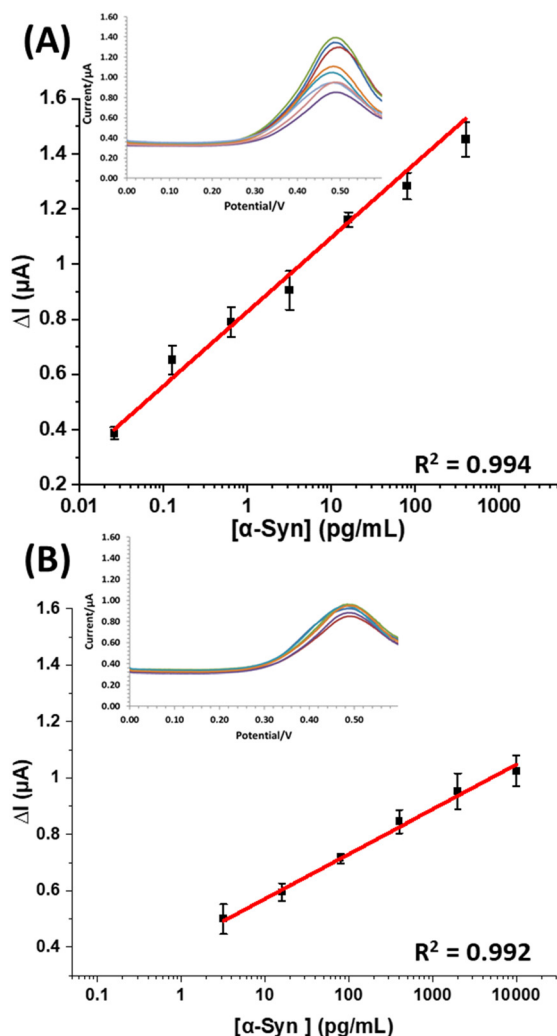 (A)
1.60
1.40
1.20
1.00
0.80
0.60
0.40
0.20
0.00
Current/µA
0.00 0.10 0.20 0.30 0.40 0.50
Potential/V
1.6
1.4
1.2
1
0.8
0.6
0.4
0.2
ΔI (µA)
R² = 0.994
0.01 0.1 1 10 100 1000
[α-Syn] (pg/mL)
(B)
1.60
1.40
1.20
1.00
0.80
0.60
0.40
0.20
0.00
Current/µA
0.00 0.10 0.20 0.30 0.40 0.50
Potential/V
1.6
1.4
1.2
1
0.8
0.6
0.4
ΔI (µA)
R² = 0.992
0.1 1 10 100 1000 10000
[α-Syn ] (pg/mL)